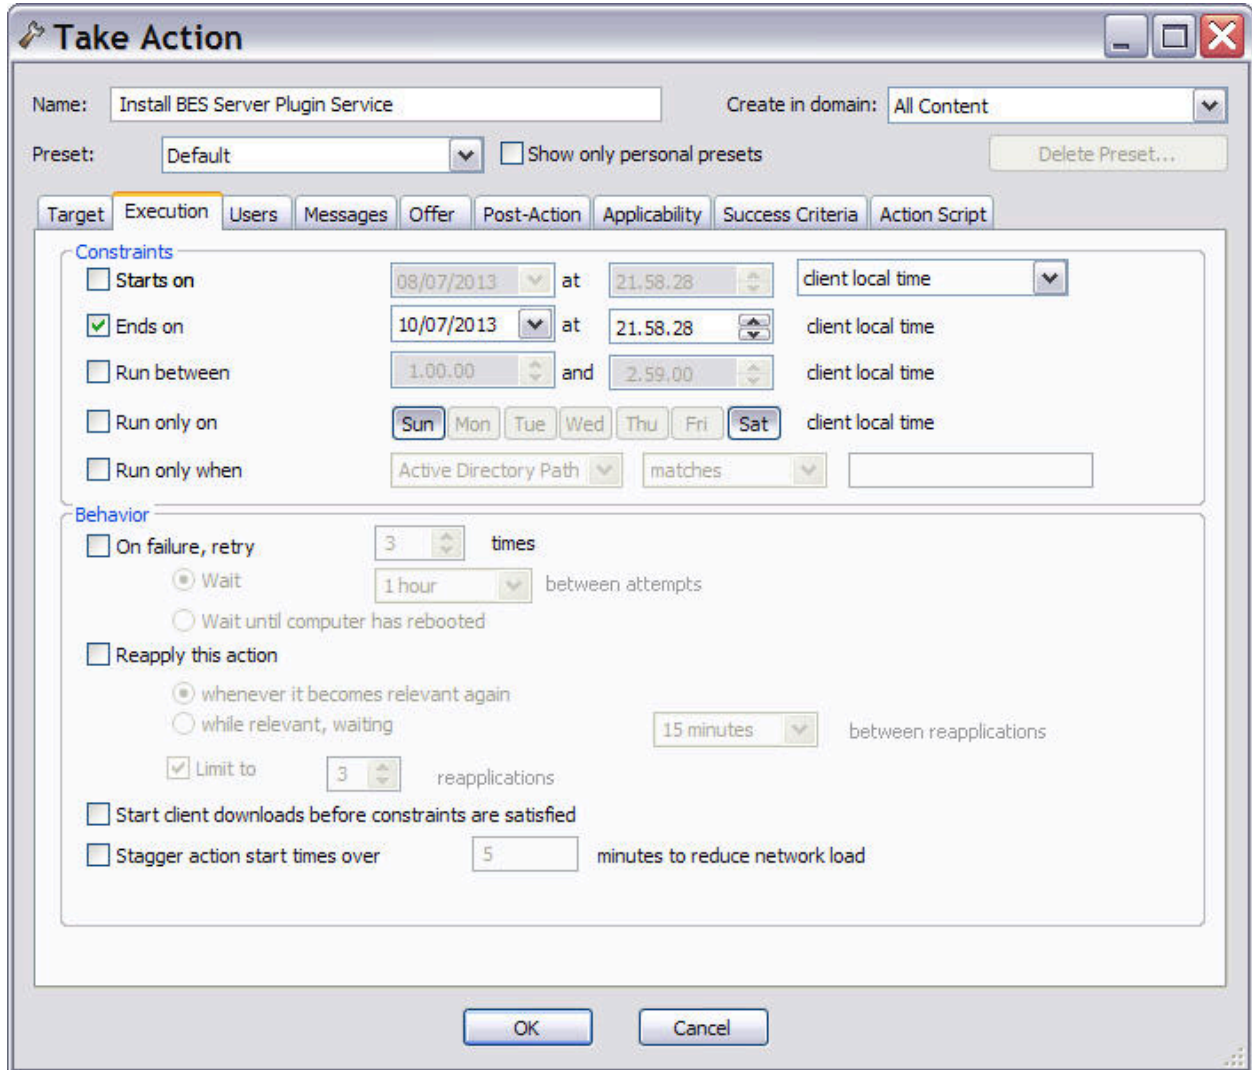 Take Action
Name: Install BES Server Plugin Service Create in domain: All Content
Preset: Default Show only personal presets Delete Preset...
Target Execution Users Messages Offer Post-Action Applicability Success Criteria Action Script
Constraints
Starts on 08/07/2013 at 21.58.28 client local time
Ends on 10/07/2013 at 21.58.28 client local time
Run between 1.00.00 and 2.59.00 client local time
Run only on Sun Mon Tue Wed Thu Fri Sat client local time
Run only when Active Directory Path matches
Behavior
On failure, retry 3 times
Wait 1 hour between attempts
Wait until computer has rebooted
Reapply this action
whenever it becomes relevant again
while relevant, waiting 15 minutes between reapplications
Limit to 3 reapplications
Start client downloads before constraints are satisfied
Stagger action start times over 5 minutes to reduce network load
OK Cancel